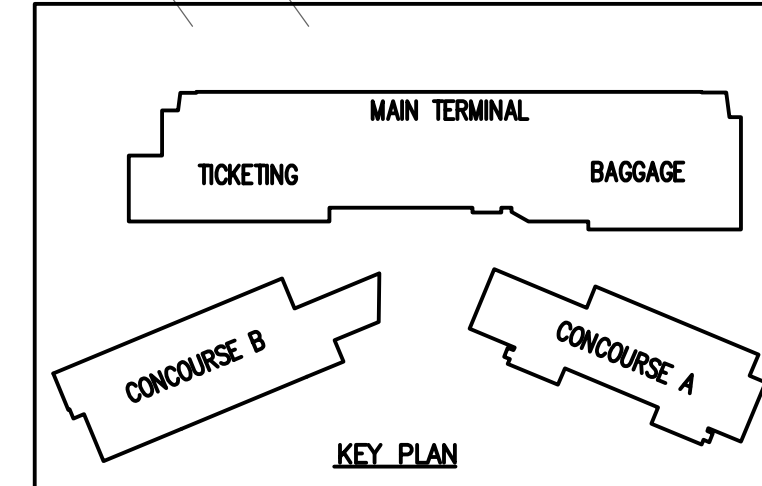 MAIN TERMINAL
TICKETING
BAGGAGE
CONCOURSE B
CONCOURSE A
KEY PLAN